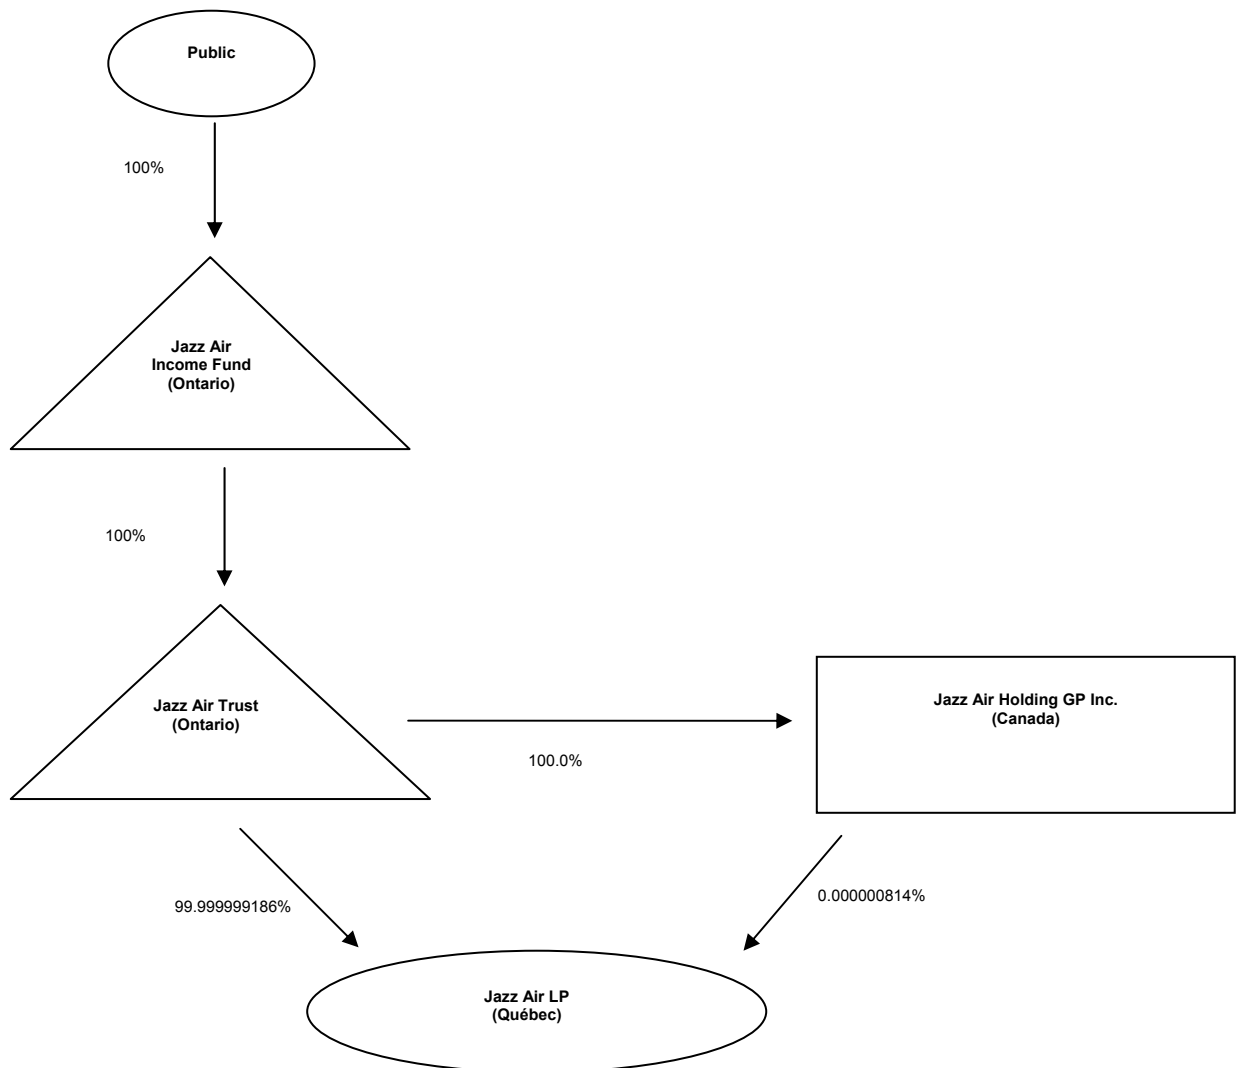 Public
100%
Jazz Air
Income Fund
(Ontario)
100%
Jazz Air Trust
(Ontario)
Jazz Air Holding GP Inc.
(Canada)
100.0%
99.999999186%
0.000000814%
Jazz Air LP
(Québec)